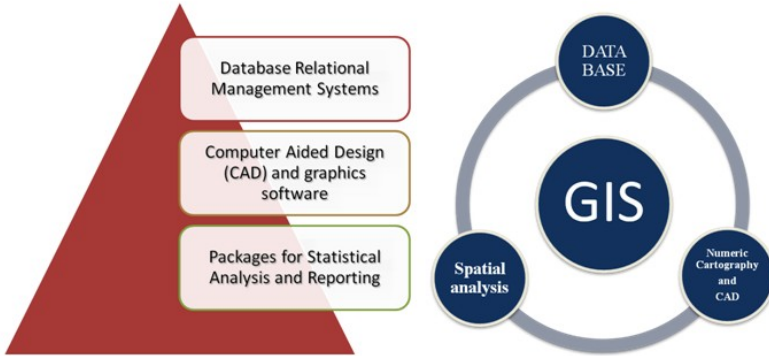 Database Relational
Management Systems
Computer Aided Design
(CAD) and graphics
software
Packages for Statistical
Analysis and Reporting
DATA
BASE
GIS
Spatial
analysis
Numeric
Cartography
and
CAD